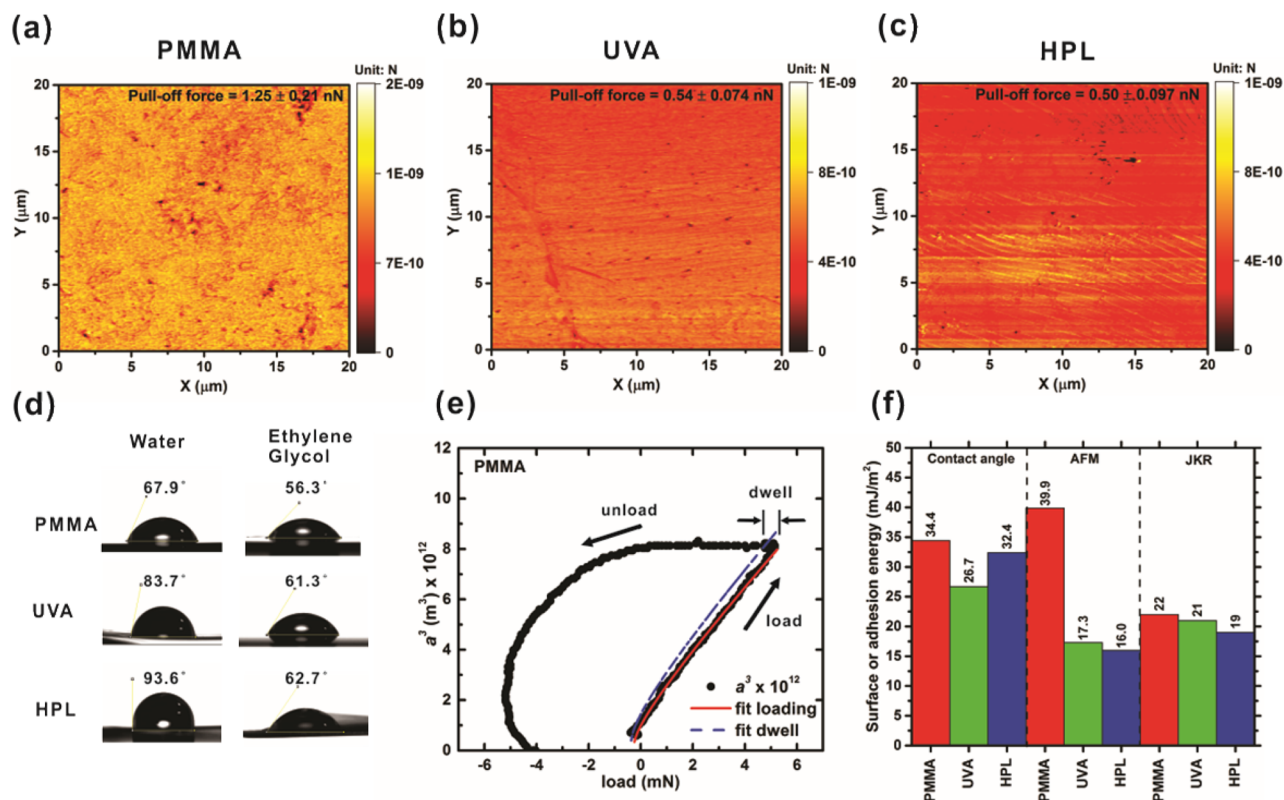 (a)
PMMA
Unit: N
Pull-off force = 1.25 ± 0.21 nN
2E-09
1E-09
7E-10
0
20
15
10
5
0
Y (μm)
0 5 10 15 20
X (μm)
(b)
UVA
Unit: N
Pull-off force = 0.54 ± 0.074 nN
1E-09
8E-10
4E-10
0
20
15
10
5
0
Y (μm)
0 5 10 15 20
X (μm)
(c)
HPL
Unit: N
Pull-off force = 0.50 ± 0.097 nN
1E-09
8E-10
4E-10
0
20
15
10
5
0
Y (μm)
0 5 10 15 20
X (μm)
(d)
Water
Ethylene
Glycol
PMMA
67.9°
56.3°
UVA
83.7°
61.3°
HPL
93.6°
62.7°
(e)
PMMA
dwell
unload
load
a³ x 10¹²
fit loading
fit dwell
12
10
8
6
4
2
0
a³ (m³) x 10¹²
-6 -4 -2 0 2 4 6
load (mN)
(f)
Contact angle
AFM
JKR
50
45
40
35
30
25
20
15
10
5
0
Surface or adhesion energy (mJ/m²)
34.4
26.7
32.4
39.9
17.3
16.0
22
21
19
PMMA
UVA
HPL
PMMA
UVA
HPL
PMMA
UVA
HPL